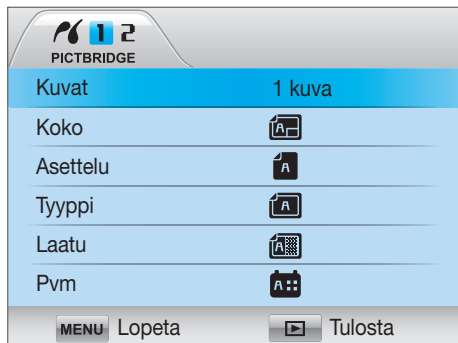 1 2
PICTBRIDGE
Kuvat 1 kuva
Koko A
Asettelu A
Tyyppi A
Laatu A
Pvm A
MENU Lopeta Tulosta